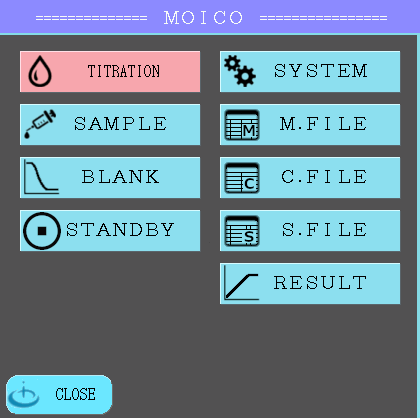 ============== MOICO ================
TITRATION
SYSTEM
SAMPLE
M.FILE
M
BLANK
C.FILE
C
STANDBY
S.FILE
S
RESULT
CLOSE